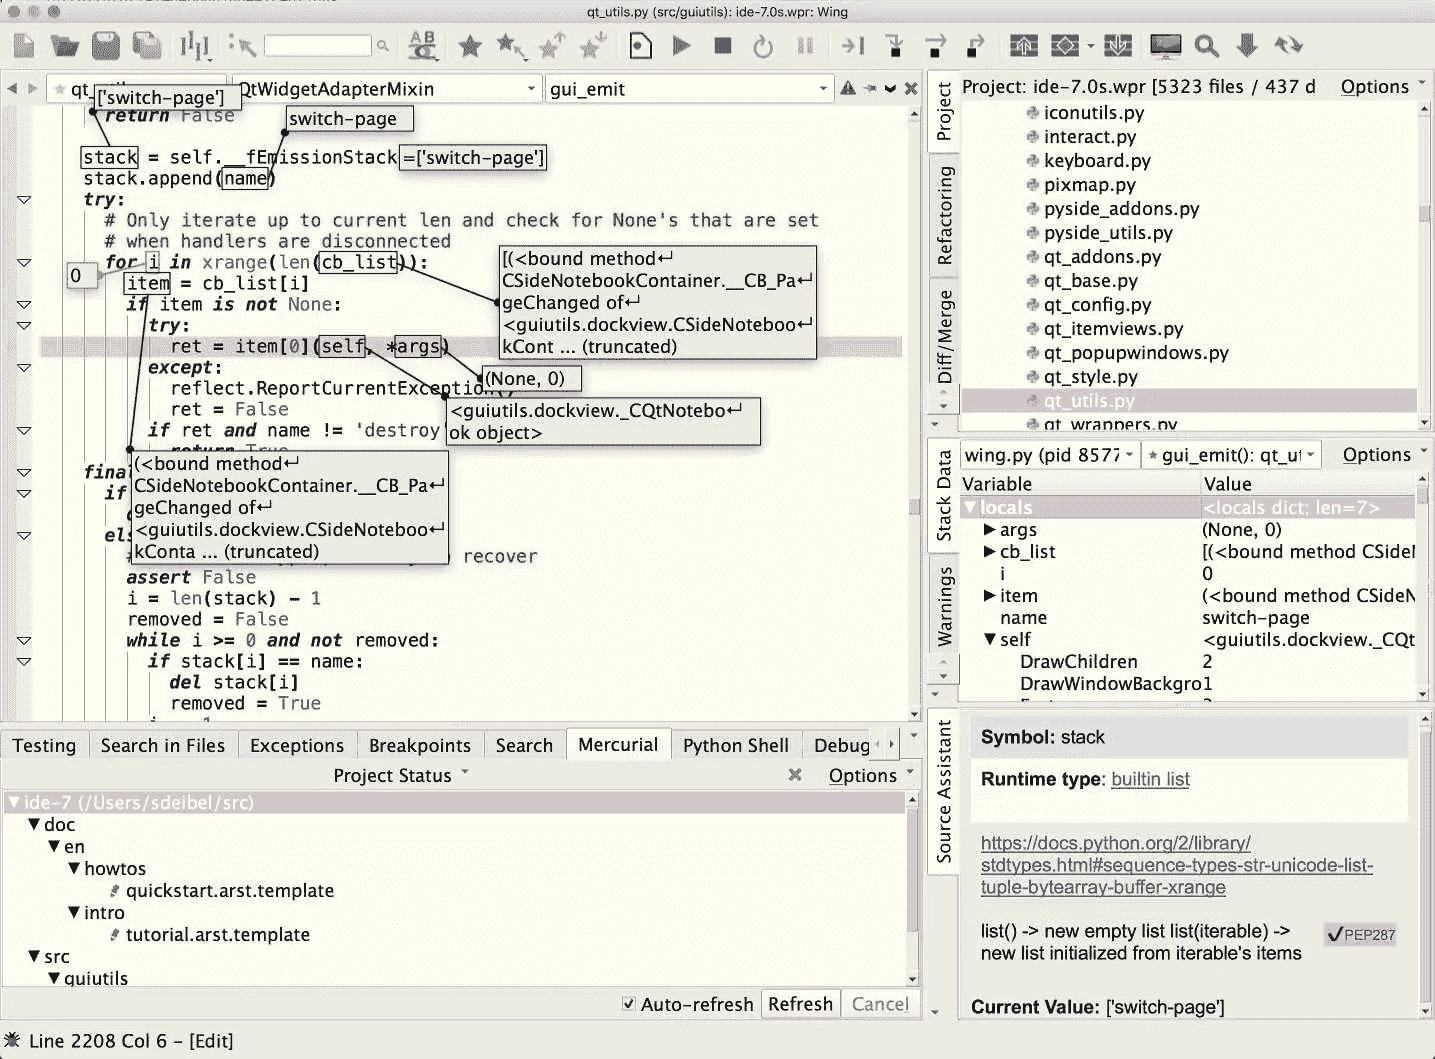 qt_utils.py (src/guiutils): ide-7.0s.wpr: Wing
['switch-page']
QtWidgetAdapterMixin
gui_emit
return False
switch-page
stack = self.__fEmissionStack =['switch-page']
stack.append(name)
try:
# Only iterate up to current len and check for None's that are set
# when handlers are disconnected
for i in xrange(len(cb_list)):
0
item = cb_list[i]
if item is not None:
try:
ret = item[0](self, *args)
except:
reflect.ReportCurrentException()
ret = False
if ret and name != 'destroy'
return True
[(<bound method↵
CSideNotebookContainer.__CB_Pa↵
geChanged of↵
<guiutils.dockview.CSideNoteboo↵
kCont ... (truncated)
(None, 0)
<guiutils.dockview._CQtNotebo↵
ok object>
(<bound method↵
CSideNotebookContainer.__CB_Pa↵
geChanged of↵
<guiutils.dockview.CSideNoteboo↵
kConta ... (truncated)
fina
if
els
recover
assert False
i = len(stack) - 1
removed = False
while i >= 0 and not removed:
if stack[i] == name:
del stack[i]
removed = True
Testing
Search in Files
Exceptions
Breakpoints
Search
Mercurial
Python Shell
Debug
Project Status
Options
ide-7 (/Users/sdeibel/src)
doc
en
howtos
quickstart.arst.template
intro
tutorial.arst.template
src
guiutils
Auto-refresh
Refresh
Cancel
Line 2208 Col 6 - [Edit]
Project
Refactoring
Diff/Merge
Project: ide-7.0s.wpr [5323 files / 437 d
Options
iconutils.py
interact.py
keyboard.py
pixmap.py
pyside_addons.py
pyside_utils.py
qt_addons.py
qt_base.py
qt_config.py
qt_itemviews.py
qt_popupwindows.py
qt_style.py
qt_utils.py
qt_wrappers.py
Stack Data
Warnings
wing.py (pid 8577
gui_emit(): qt_u
Options
Variable Value
locals <locals dict; len=7>
args (None, 0)
cb_list [(<bound method CSide
i 0
item (<bound method CSideN
name switch-page
self <guiutils.dockview._CQt
DrawChildren 2
DrawWindowBackgro1
Source Assistant
Symbol: stack
Runtime type: builtin list
https://docs.python.org/2/library/
stdtypes.html#sequence-types-str-unicode-list-
tuple-bytearray-buffer-xrange
list() -> new empty list list(iterable) ->
new list initialized from iterable's items
✓PEP287
Current Value: ['switch-page']